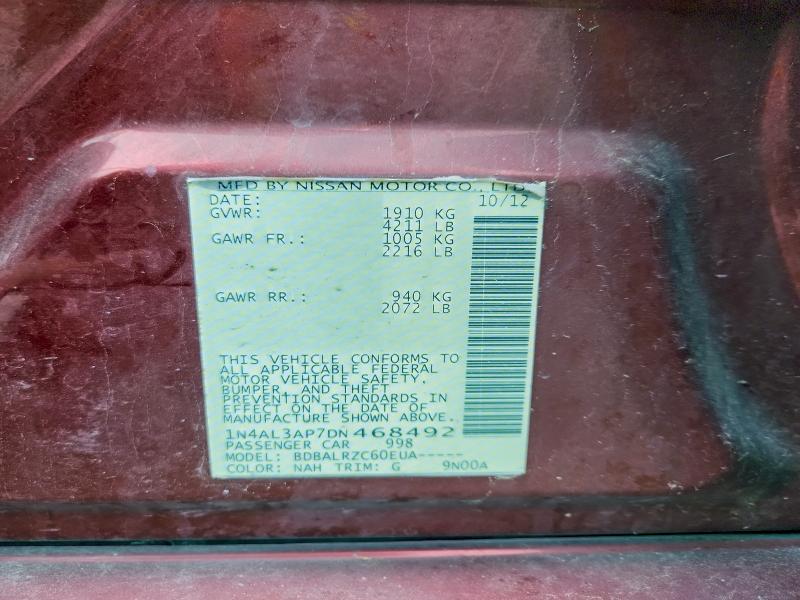 MFD BY NISSAN MOTOR CO., LTD.
DATE: 10/12
GVWR: 1910 KG
4211 LB
GAWR FR.: 1005 KG
2216 LB
GAWR RR.: 940 KG
2072 LB
THIS VEHICLE CONFORMS TO
ALL APPLICABLE FEDERAL
MOTOR VEHICLE SAFETY,
BUMPER, AND THEFT
PREVENTION STANDARDS IN
EFFECT ON THE DATE OF
MANUFACTURE SHOWN ABOVE.
1N4AL3AP7DN468492
PASSENGER CAR 998
MODEL: BDBALRZC60EUA-----
COLOR: NAH TRIM: G 9N00A